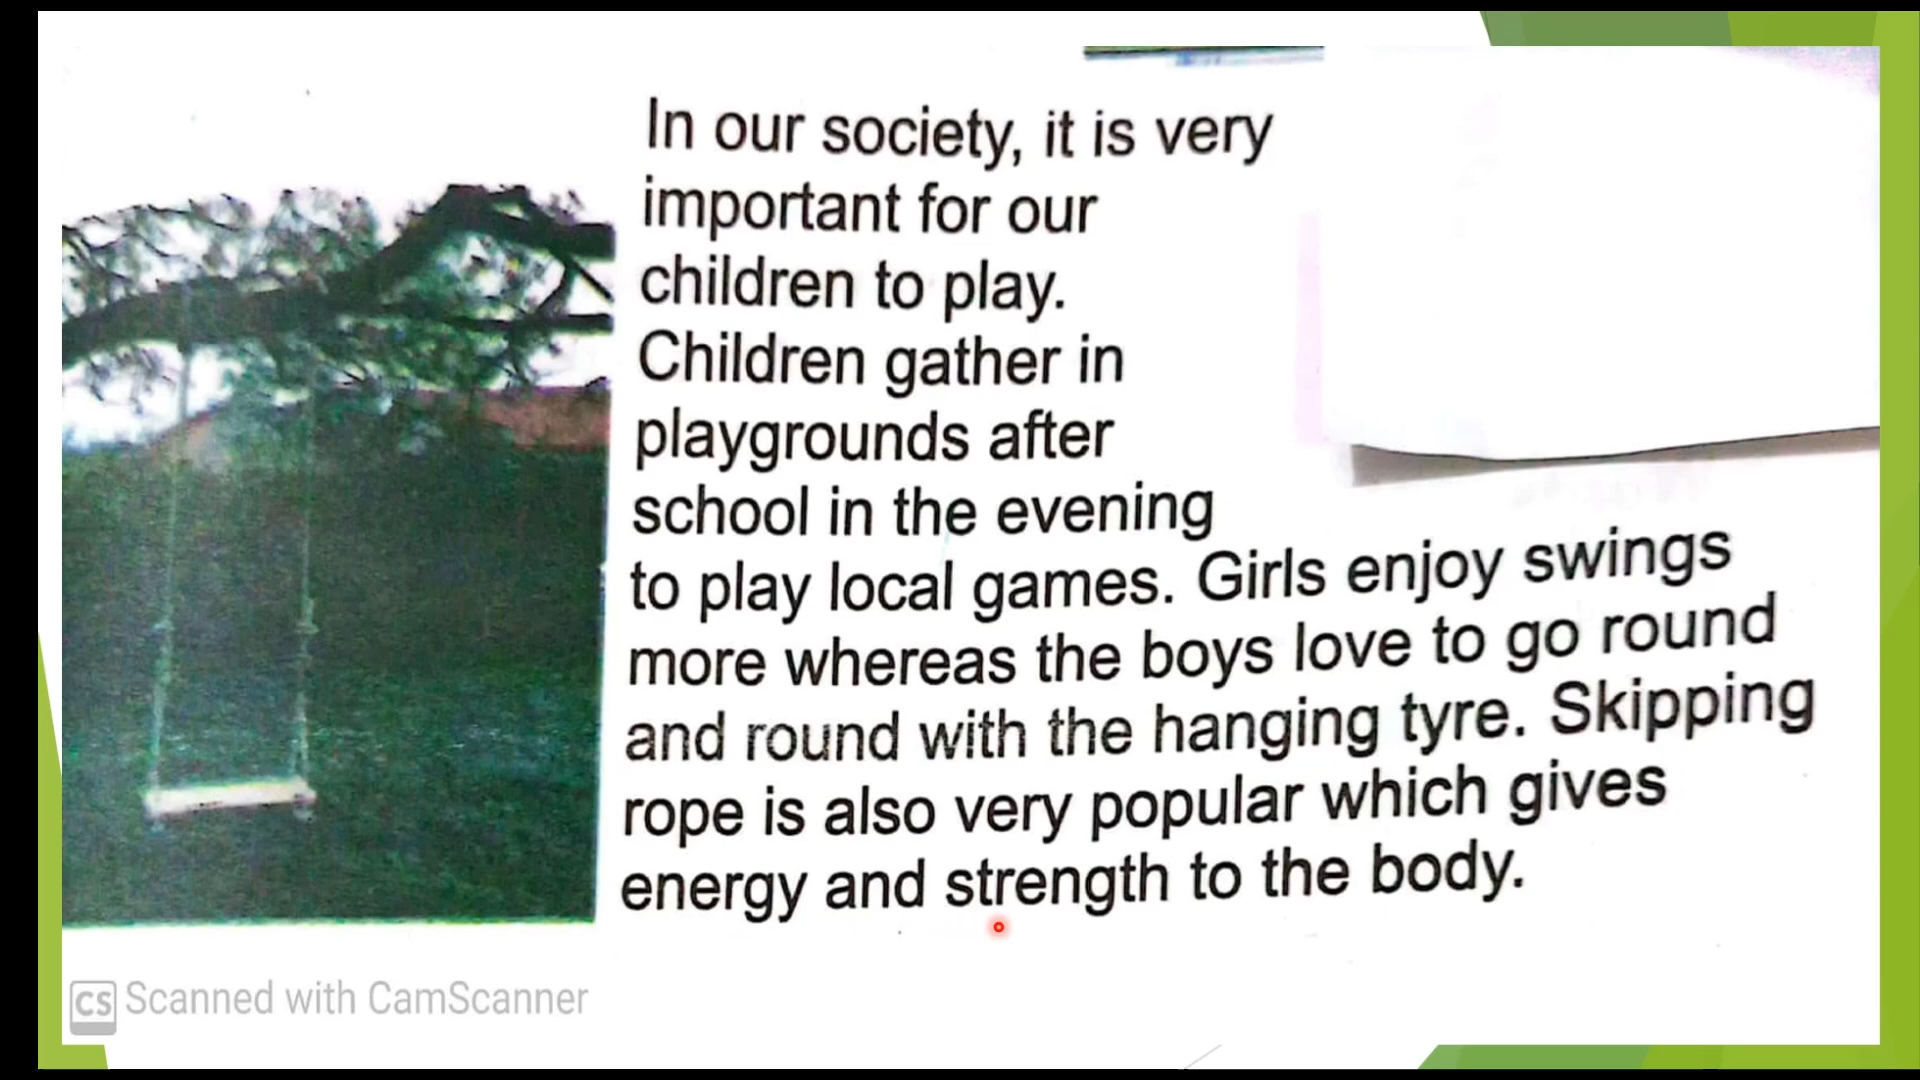 In our society, it is very
important for our
children to play.
Children gather in
playgrounds after
school in the evening
to play local games. Girls enjoy swings
more whereas the boys love to go round
and round with the hanging tyre. Skipping
rope is also very popular which gives
energy and strength to the body.
CS Scanned with CamScanner